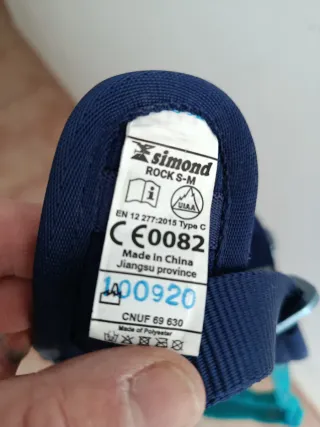 simond
ROCK S-M
UIAA
EN 12 277:2015 Type C
CE0082
Made in China
Jiangsu province
100920
CNUF 69 630
Made of Polyester